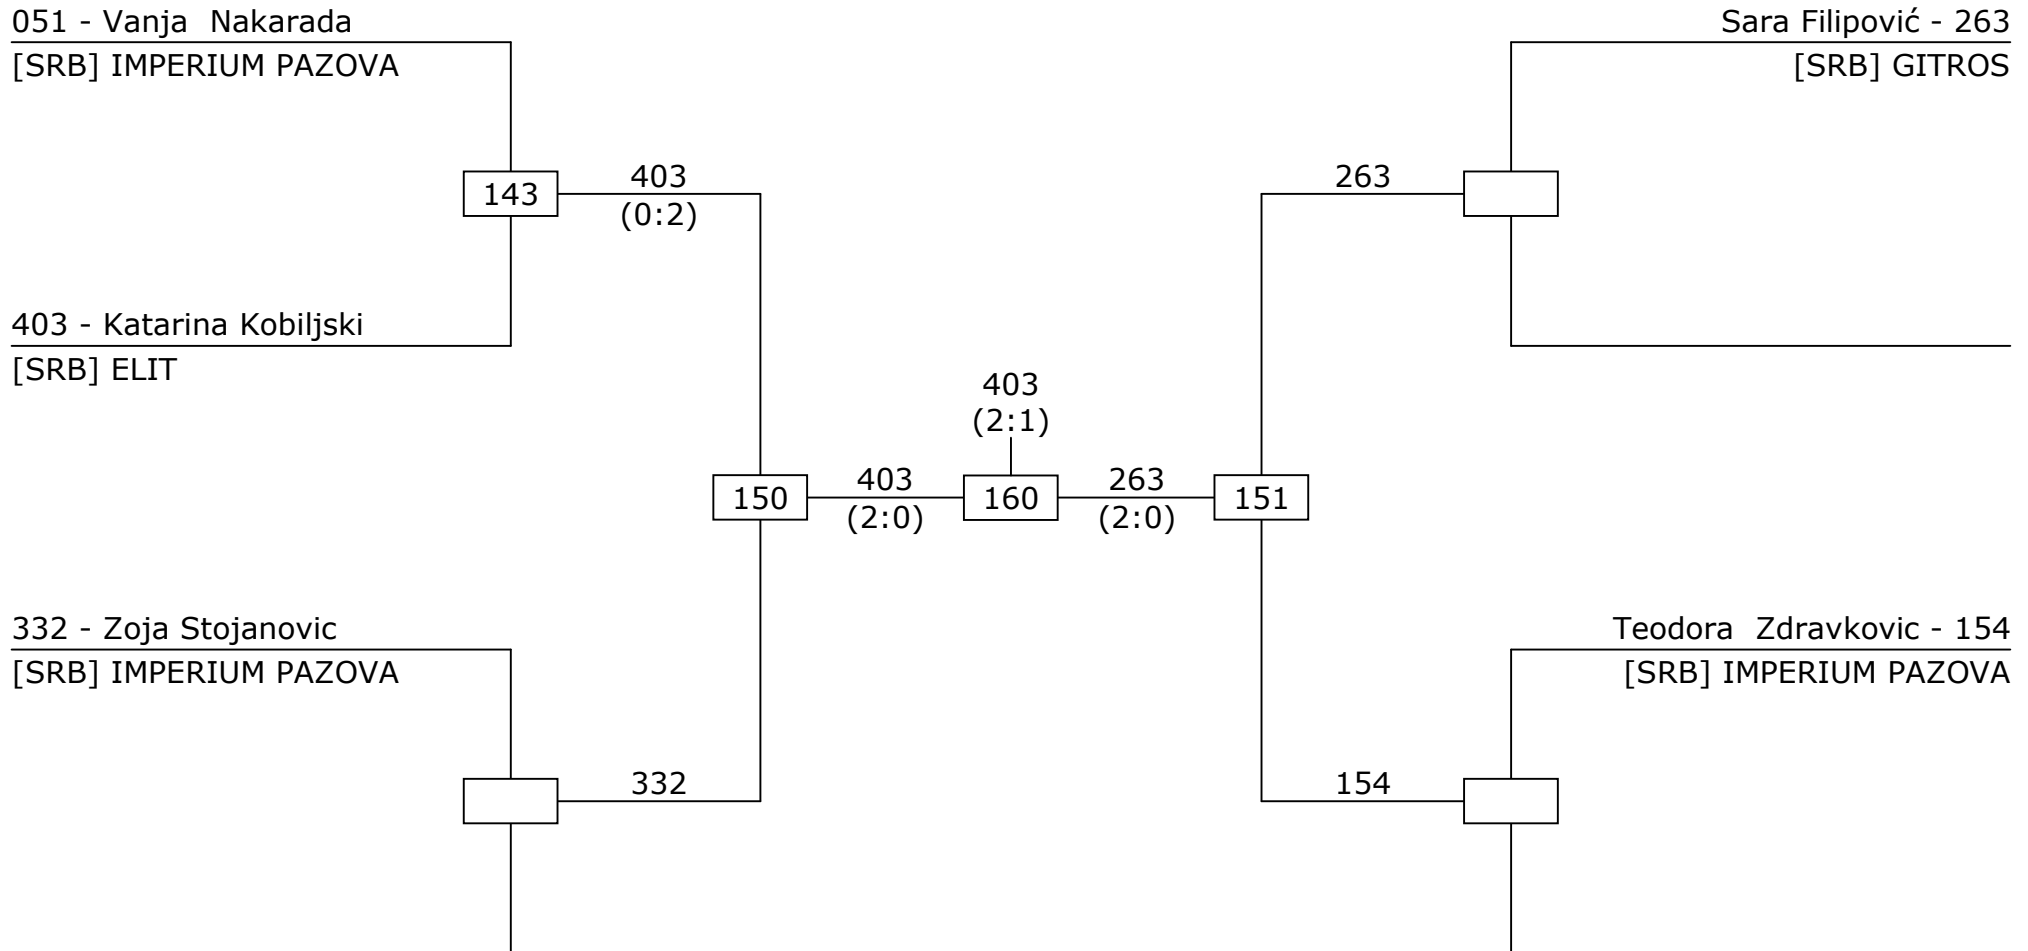 051 - Vanja  Nakarada
[SRB] IMPERIUM PAZOVA
Sara Filipović - 263
[SRB] GITROS
143
403
(0:2)
263
403 - Katarina Kobiljski
[SRB] ELIT
403
(2:1)
150
403
(2:0)
160
263
(2:0)
151
332 - Zoja Stojanovic
[SRB] IMPERIUM PAZOVA
Teodora  Zdravkovic - 154
[SRB] IMPERIUM PAZOVA
332
154